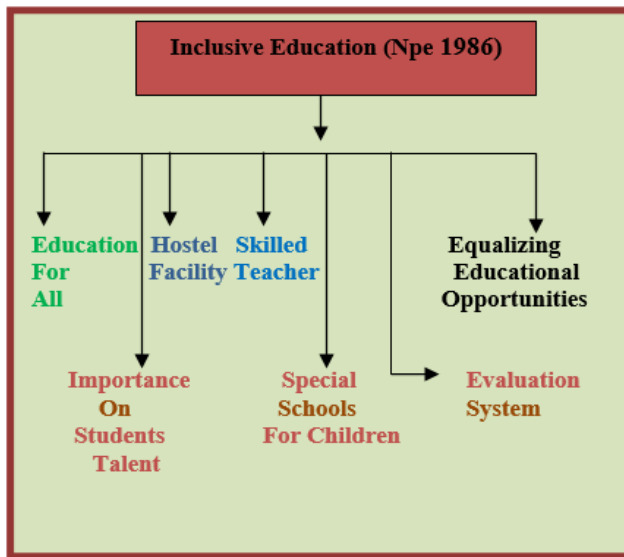 Inclusive Education (Npe 1986)
Education
For
All
Hostel
Facility
Skilled
Teacher
Equalizing
Educational
Opportunities
Importance
On
Students
Talent
Special
Schools
For Children
Evaluation
System